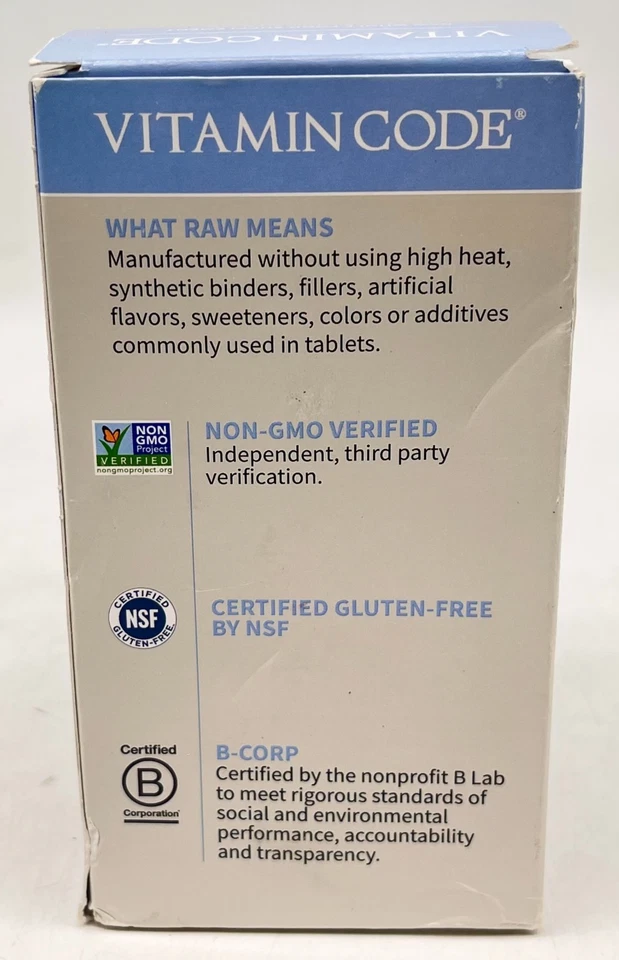 VITAMIN CODE®
VITAMIN CODE®
WHAT RAW MEANS
Manufactured without using high heat,
synthetic binders, fillers, artificial
flavors, sweeteners, colors or additives
commonly used in tablets.
NON
GMO
Project
VERIFIED
nongmoproject.org
NON-GMO VERIFIED
Independent, third party
verification.
CERTIFIED
NSF
GLUTEN-FREE
CERTIFIED GLUTEN-FREE
BY NSF
Certified
B
Corporation
B-CORP
Certified by the nonprofit B Lab
to meet rigorous standards of
social and environmental
performance, accountability
and transparency.